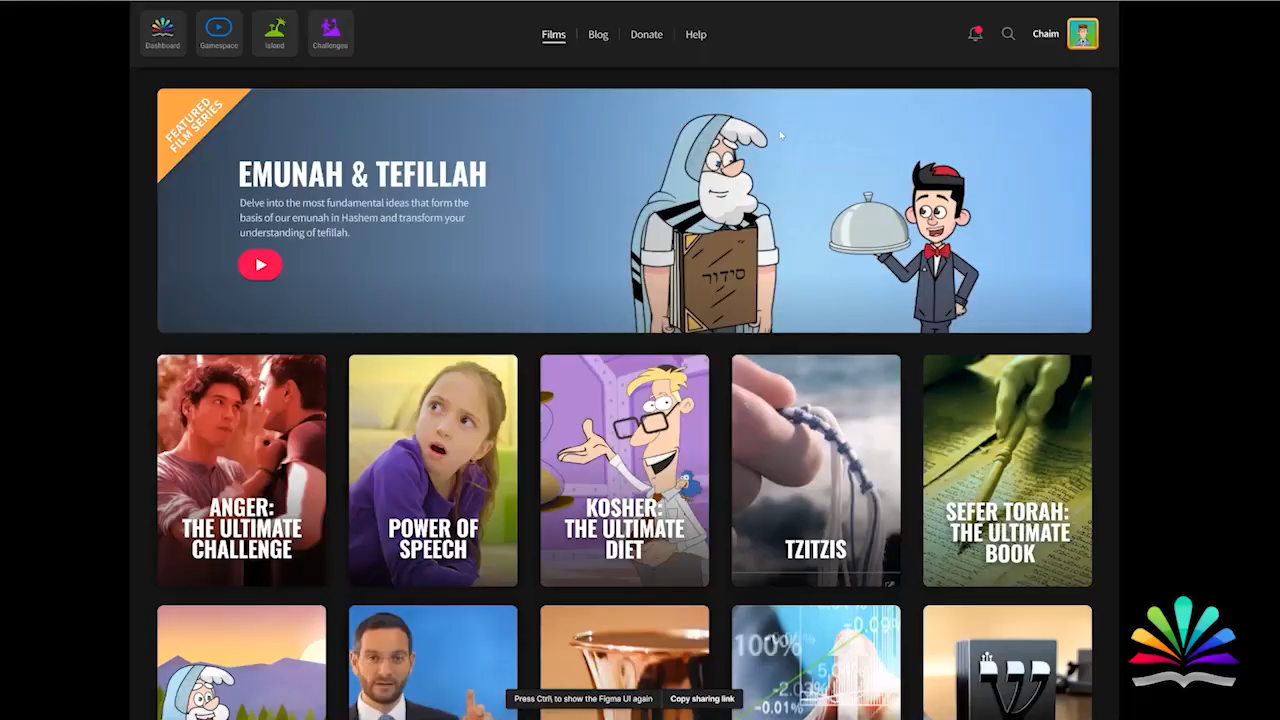 Dashboard
Gamespace
Island
Challenges
Films
Blog
Donate
Help
Chaim
FEATURED
FILM SERIES
EMUNAH & TEFILLAH
Delve into the most fundamental ideas that form the
basis of our emunah in Hashem and transform your
understanding of tefillah.
סידור
ANGER:
THE ULTIMATE
CHALLENGE
POWER OF
SPEECH
KOSHER:
THE ULTIMATE
DIET
TZITZIS
SEFER TORAH:
THE ULTIMATE
BOOK
100%
-0.01%
ש
Press Ctrl\ to show the Figma UI again
Copy sharing link